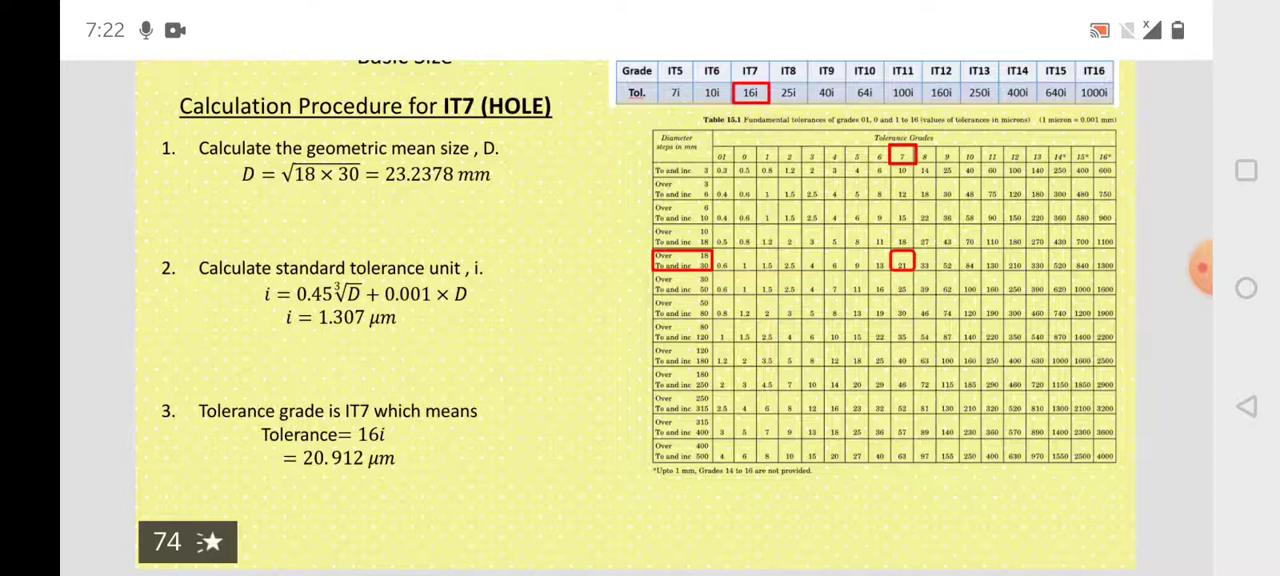 7:22
Basic Size
Calculation Procedure for IT7 (HOLE)
1. Calculate the geometric mean size , D.
D = √18 × 30 = 23.2378 mm
2. Calculate standard tolerance unit , i.
i = 0.45∛D + 0.001 × D
i = 1.307 μm
3. Tolerance grade is IT7 which means
Tolerance= 16i
= 20.912 μm
74
Grade IT5 IT6 IT7 IT8 IT9 IT10 IT11 IT12 IT13 IT14 IT15 IT16
Tol. 7i 10i 16i 25i 40i 64i 100i 160i 250i 400i 640i 1000i
Table 15.1 Fundamental tolerances of grades 01, 0 and 1 to 16 (values of tolerances in microns) (1 micron = 0.001 mm)
Diameter Tolerance Grades
steps in mm
01 0 1 2 3 4 5 6 7 8 9 10 11 12 13 14* 15* 16*
To and inc 3 0.3 0.5 0.8 1.2 2 3 4 6 10 14 25 40 60 100 140 250 400 600
Over 3
To and inc 6 0.4 0.6 1 1.5 2.5 4 5 8 12 18 30 48 75 120 180 300 480 750
Over 6
To and inc 10 0.4 0.6 1 1.5 2.5 4 6 9 15 22 36 58 90 150 220 360 580 900
Over 10
To and inc 18 0.5 0.8 1.2 2 3 5 8 11 18 27 43 70 110 180 270 430 700 1100
Over 18
To and inc 30 0.6 1 1.5 2.5 4 6 9 13 21 33 52 84 130 210 330 520 840 1300
Over 30
To and inc 50 0.6 1 1.5 2.5 4 7 11 16 25 39 62 100 160 250 390 620 1000 1600
Over 50
To and inc 80 0.8 1.2 2 3 5 8 13 19 30 46 74 120 190 300 460 740 1200 1900
Over 80
To and inc 120 1 1.5 2.5 4 6 10 15 22 35 54 87 140 220 350 540 870 1400 2200
Over 120
To and inc 180 1.2 2 3.5 5 8 12 18 25 40 63 100 160 250 400 630 1000 1600 2500
Over 180
To and inc 250 2 3 4.5 7 10 14 20 29 46 72 115 185 290 460 720 1150 1850 2900
Over 250
To and inc 315 2.5 4 6 8 12 16 23 32 52 81 130 210 320 520 810 1300 2100 3200
Over 315
To and inc 400 3 5 7 9 13 18 25 36 57 89 140 230 360 570 890 1400 2300 3600
Over 400
To and inc 500 4 6 8 10 15 20 27 40 63 97 155 250 400 630 970 1550 2500 4000
*Upto 1 mm, Grades 14 to 16 are not provided.